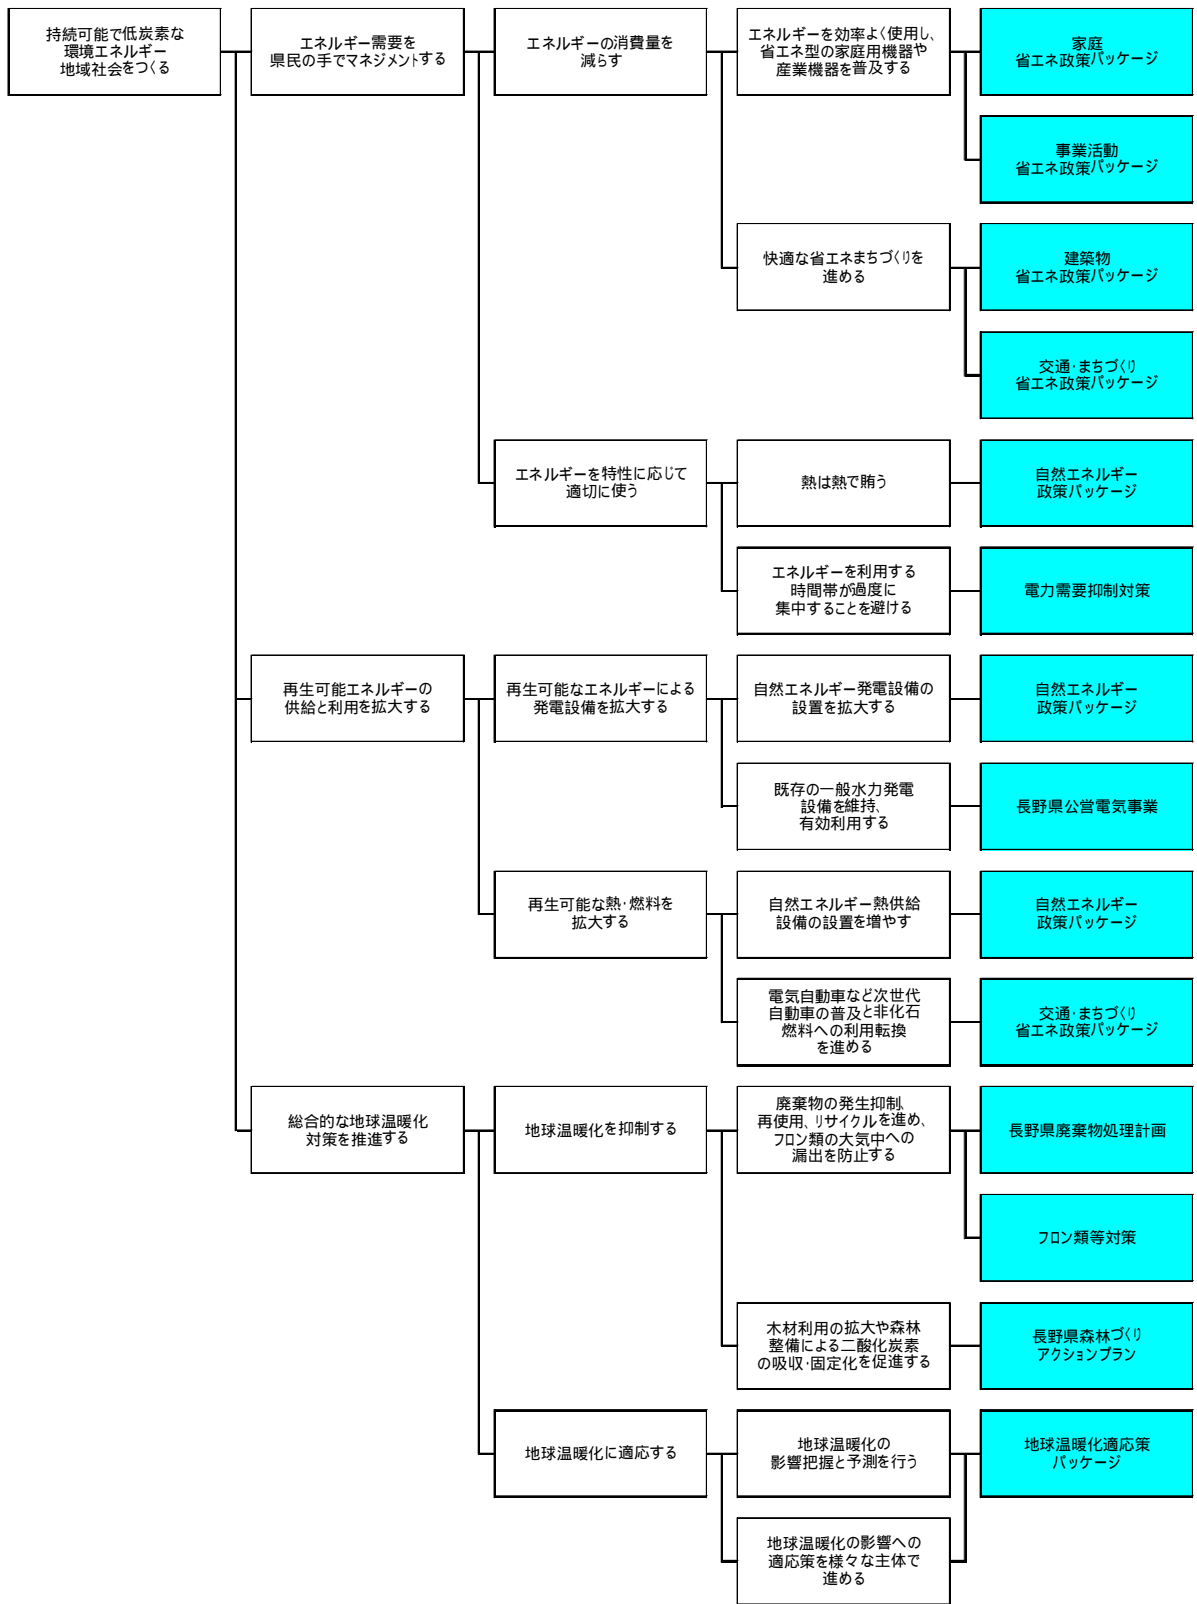 持続可能で低炭素な
環境エネルギー
地域社会をつくる
エネルギー需要を
県民の手でマネジメントする
エネルギーの消費量を
減らす
エネルギーを効率よく使用し、
省エネ型の家庭用機器や
産業機器を普及する
家庭
省エネ政策パッケージ
事業活動
省エネ政策パッケージ
快適な省エネまちづくりを
進める
建築物
省エネ政策パッケージ
交通・まちづくり
省エネ政策パッケージ
エネルギーを特性に応じて
適切に使う
熱は熱で賄う
自然エネルギー
政策パッケージ
エネルギーを利用する
時間帯が過度に
集中することを避ける
電力需要抑制対策
再生可能エネルギーの
供給と利用を拡大する
再生可能なエネルギーによる
発電設備を拡大する
自然エネルギー発電設備の
設置を拡大する
自然エネルギー
政策パッケージ
既存の一般水力発電
設備を維持、
有効利用する
長野県公営電気事業
再生可能な熱・燃料を
拡大する
自然エネルギー熱供給
設備の設置を増やす
自然エネルギー
政策パッケージ
電気自動車など次世代
自動車の普及と非化石
燃料への利用転換
を進める
交通・まちづくり
省エネ政策パッケージ
総合的な地球温暖化
対策を推進する
地球温暖化を抑制する
廃棄物の発生抑制、
再使用、リサイクルを進め、
フロン類の大気中への
漏出を防止する
長野県廃棄物処理計画
フロン類等対策
木材利用の拡大や森林
整備による二酸化炭素
の吸収・固定化を促進する
長野県森林づくり
アクションプラン
地球温暖化に適応する
地球温暖化の
影響把握と予測を行う
地球温暖化適応策
パッケージ
地球温暖化の影響への
適応策を様々な主体で
進める